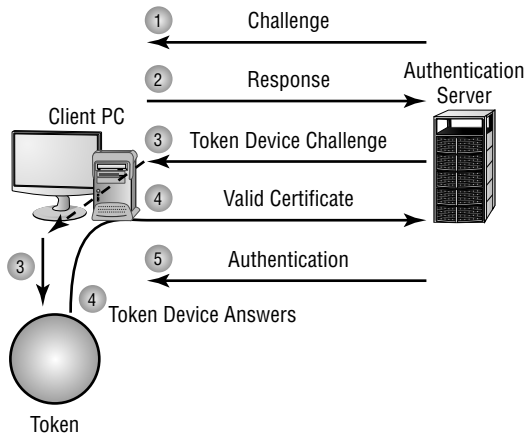 1 Challenge
2 Response
Authentication
Server
Client PC
3 Token Device Challenge
4 Valid Certificate
3
5 Authentication
4 Token Device Answers
Token